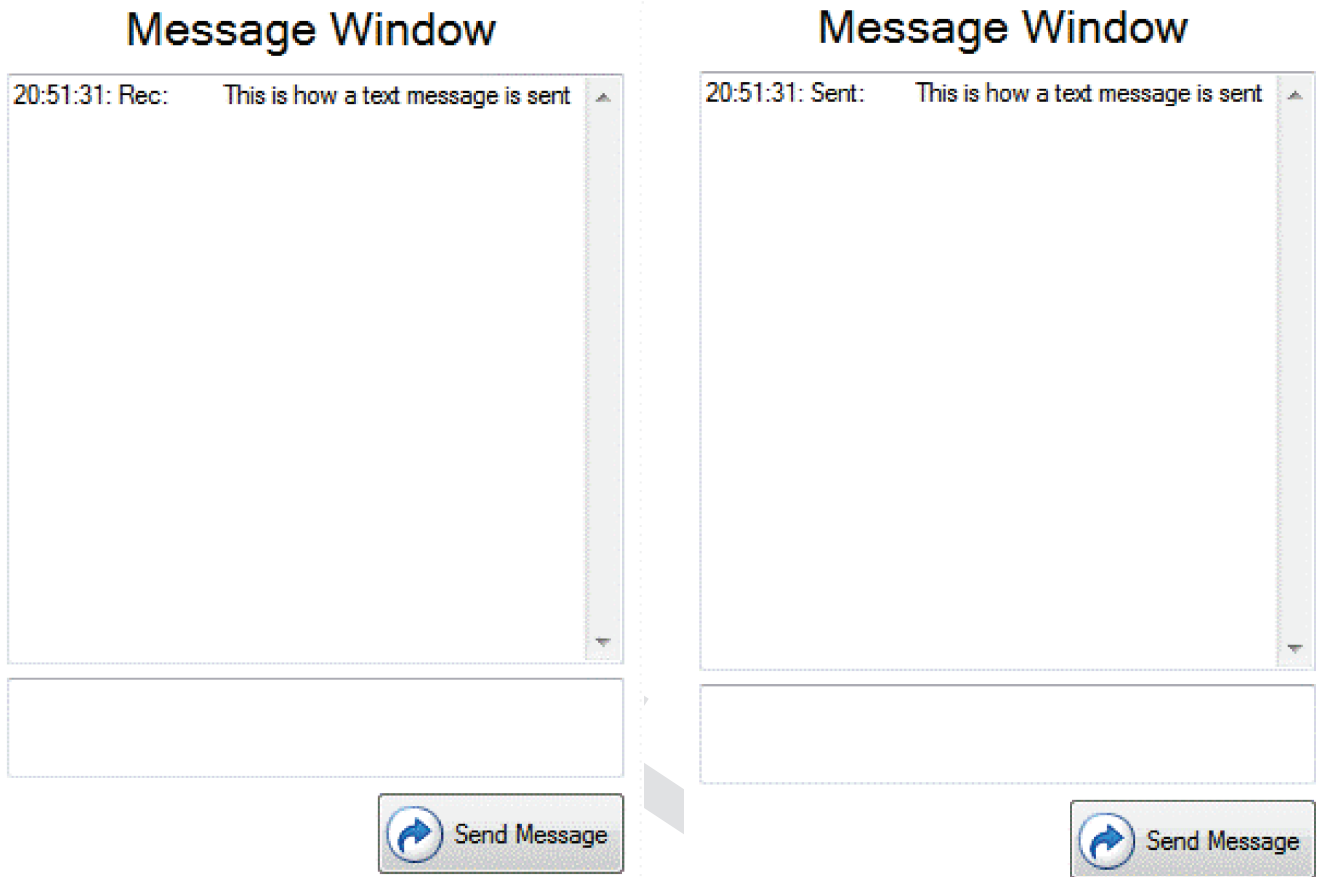 Message Window
20:51:31: Rec: This is how a text message is sent
Send Message
Message Window
20:51:31: Sent: This is how a text message is sent
Send Message